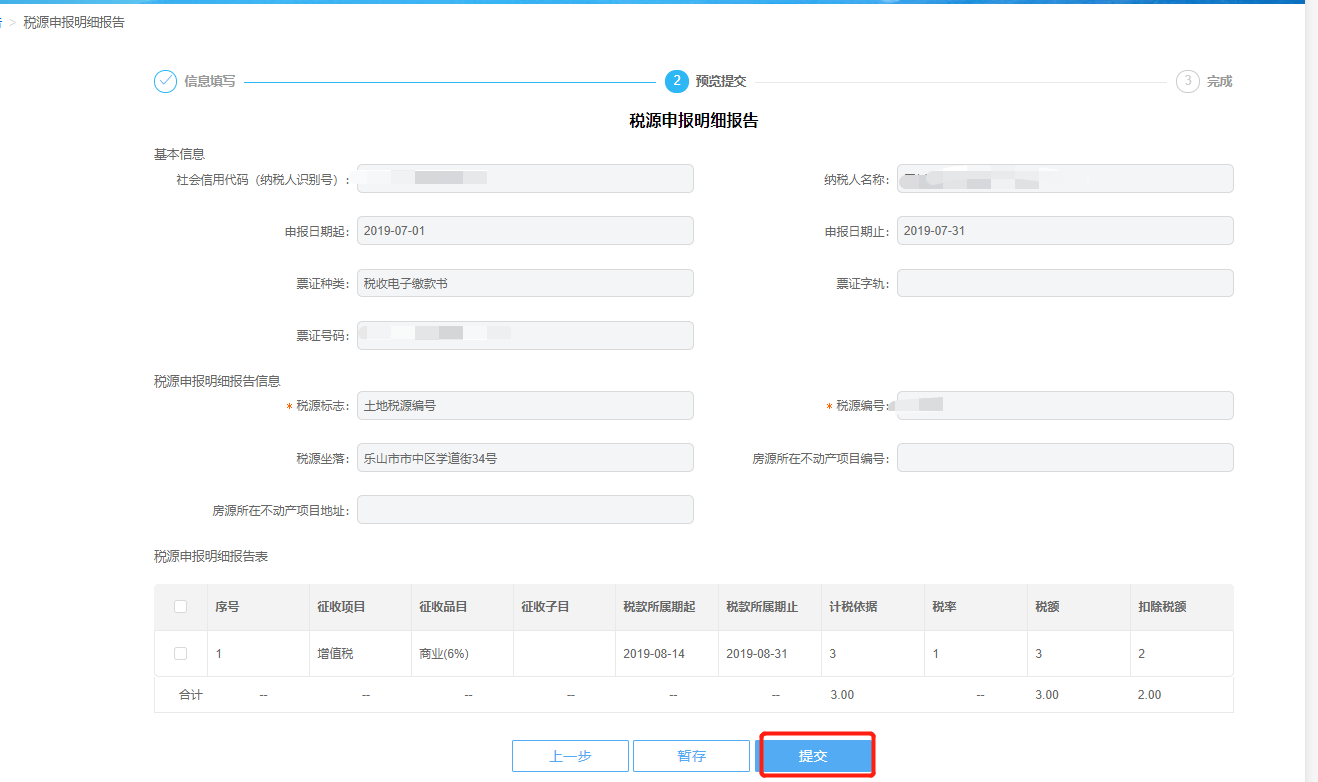 > 税源申报明细报告
信息填写 2 预览提交 3 完成
税源申报明细报告
基本信息
社会信用代码（纳税人识别号）: 纳税人名称:
申报日期起: 2019-07-01 申报日期止: 2019-07-31
票证种类: 税收电子缴款书 票证字轨:
票证号码:
税源申报明细报告信息
* 税源标志: 土地税源编号 * 税源编号:
税源坐落: 乐山市市中区学道街34号 房源所在不动产项目编号:
房源所在不动产项目地址:
税源申报明细报告表
序号 征收项目 征收品目 征收子目 税款所属期起 税款所属期止 计税依据 税率 税额 扣除税额
1 增值税 商业(6%) 2019-08-14 2019-08-31 3 1 3 2
合计 -- -- -- -- -- -- 3.00 -- 3.00 2.00
上一步 暂存 提交